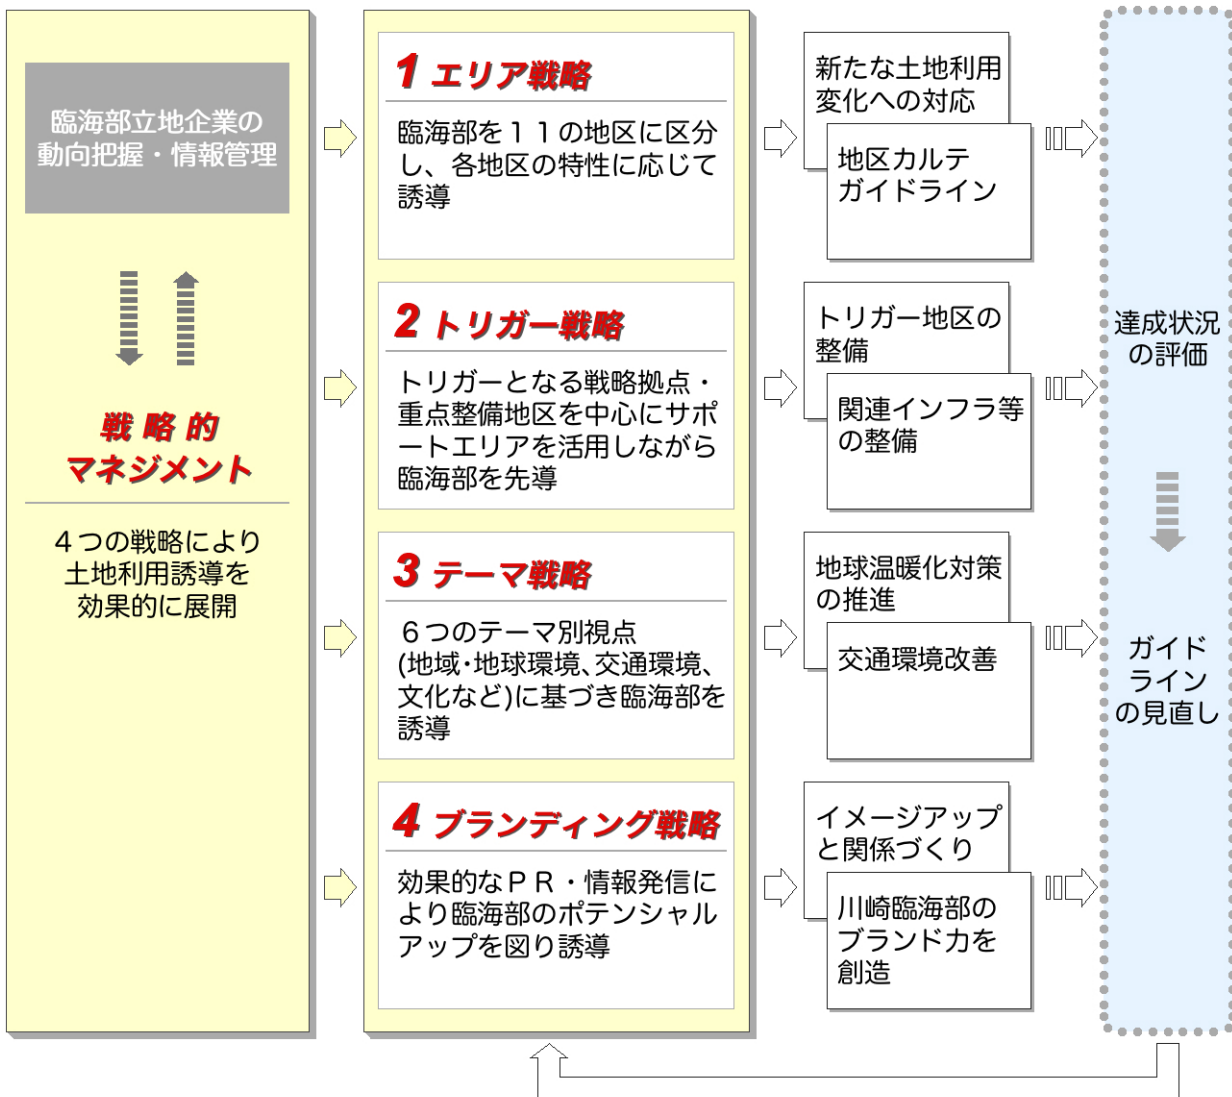 臨海部立地企業の
動向把握・情報管理
戦略的
マネジメント
４つの戦略により
土地利用誘導を
効果的に展開
1 エリア戦略
臨海部を１１の地区に区分
し、各地区の特性に応じて
誘導
新たな土地利用
変化への対応
地区カルテ
ガイドライン
2 トリガー戦略
トリガーとなる戦略拠点・
重点整備地区を中心にサポ
ートエリアを活用しながら
臨海部を先導
トリガー地区の
整備
関連インフラ等
の整備
3 テーマ戦略
６つのテーマ別視点
(地域・地球環境、交通環境、
文化など)に基づき臨海部を
誘導
地球温暖化対策
の推進
交通環境改善
4 ブランディング戦略
効果的なＰＲ・情報発信に
より臨海部のポテンシャル
アップを図り誘導
イメージアップ
と関係づくり
川崎臨海部の
ブランド力を
創造
達成状況
の評価
ガイド
ライン
の見直し